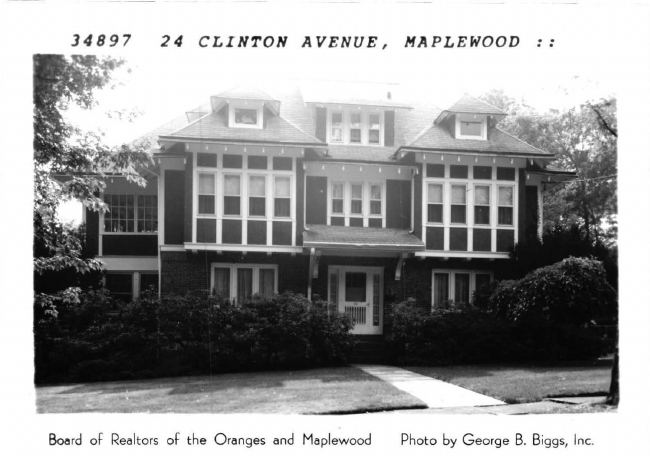 34897 24 CLINTON AVENUE, MAPLEWOOD ::
Board of Realtors of the Oranges and Maplewood Photo by George B. Biggs, Inc.